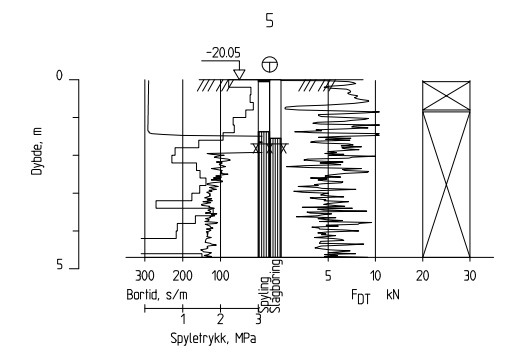 5
-20.05
0
Dybde, m
5
300 200 100 5 10 20 30
Bortid, s/m
Spyling
Slagboring
FDT kN
1 2 3
Spyletrykk, MPa